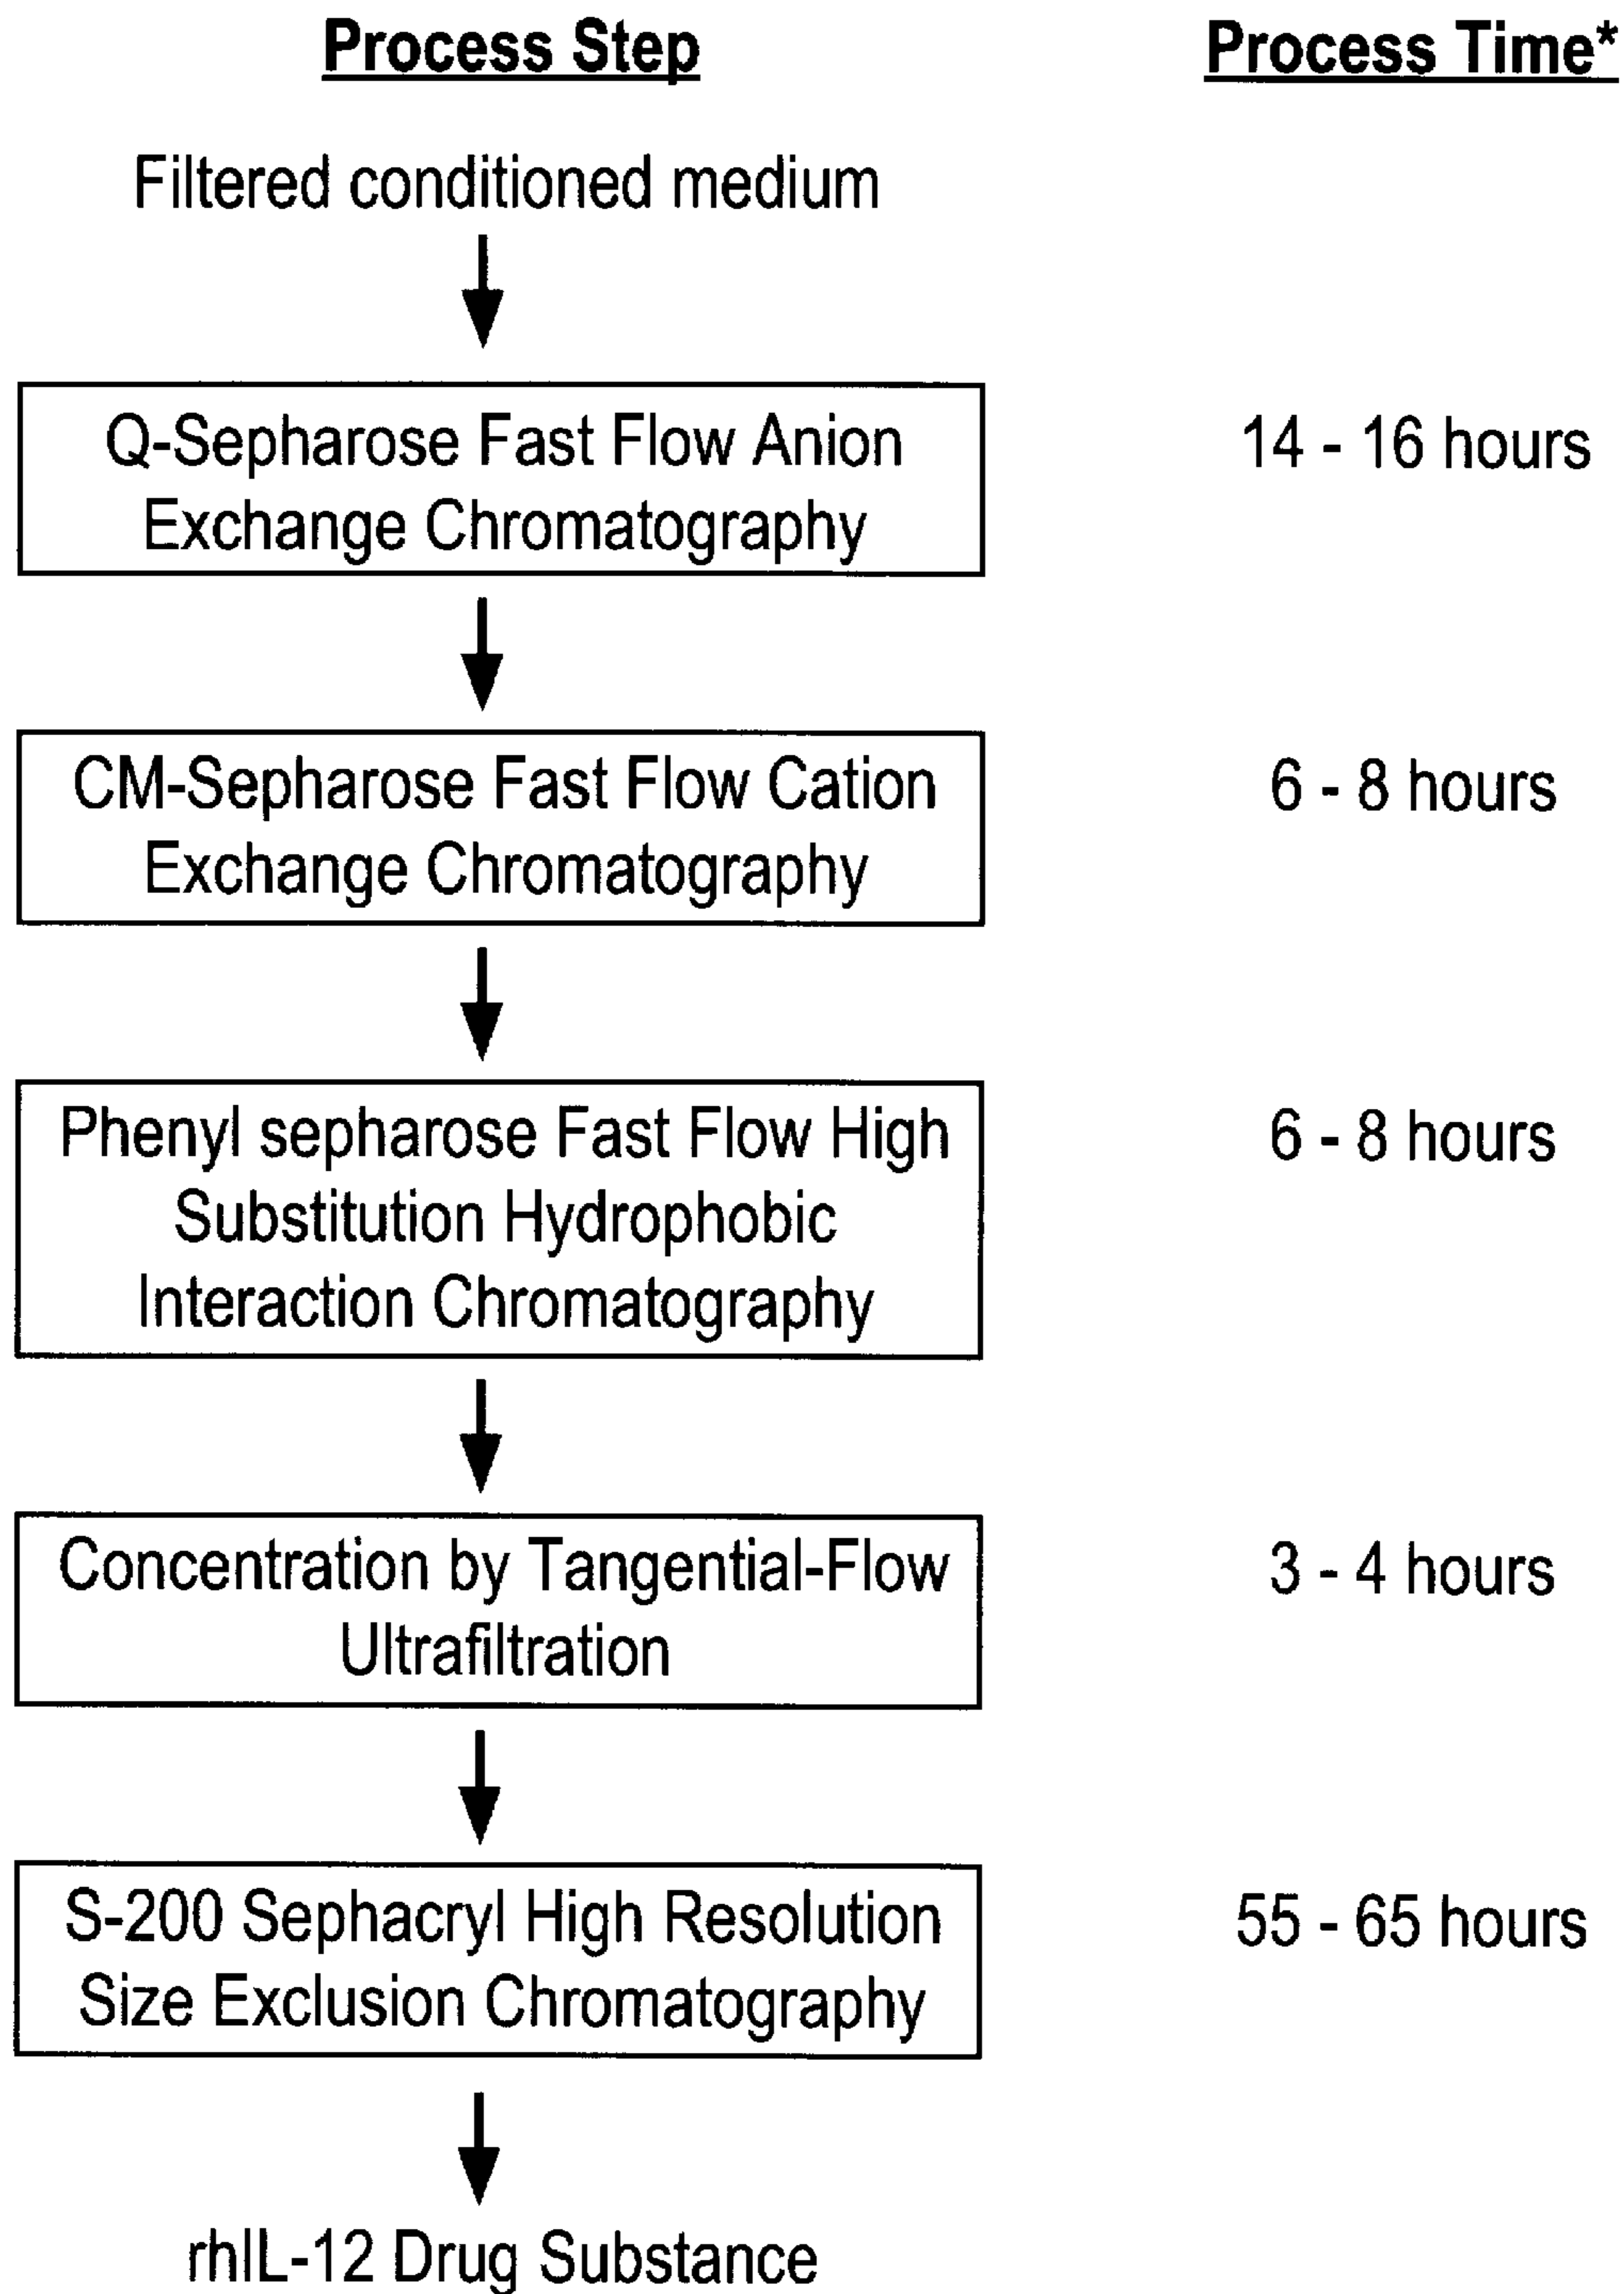 Process Step
Process Time*
Filtered conditioned medium
Q-Sepharose Fast Flow Anion
Exchange Chromatography
14 - 16 hours
CM-Sepharose Fast Flow Cation
Exchange Chromatography
6 - 8 hours
Phenyl sepharose Fast Flow High
Substitution Hydrophobic
Interaction Chromatography
6 - 8 hours
Concentration by Tangential-Flow
Ultrafiltration
3 - 4 hours
S-200 Sephacryl High Resolution
Size Exclusion Chromatography
55 - 65 hours
rhIL-12 Drug Substance